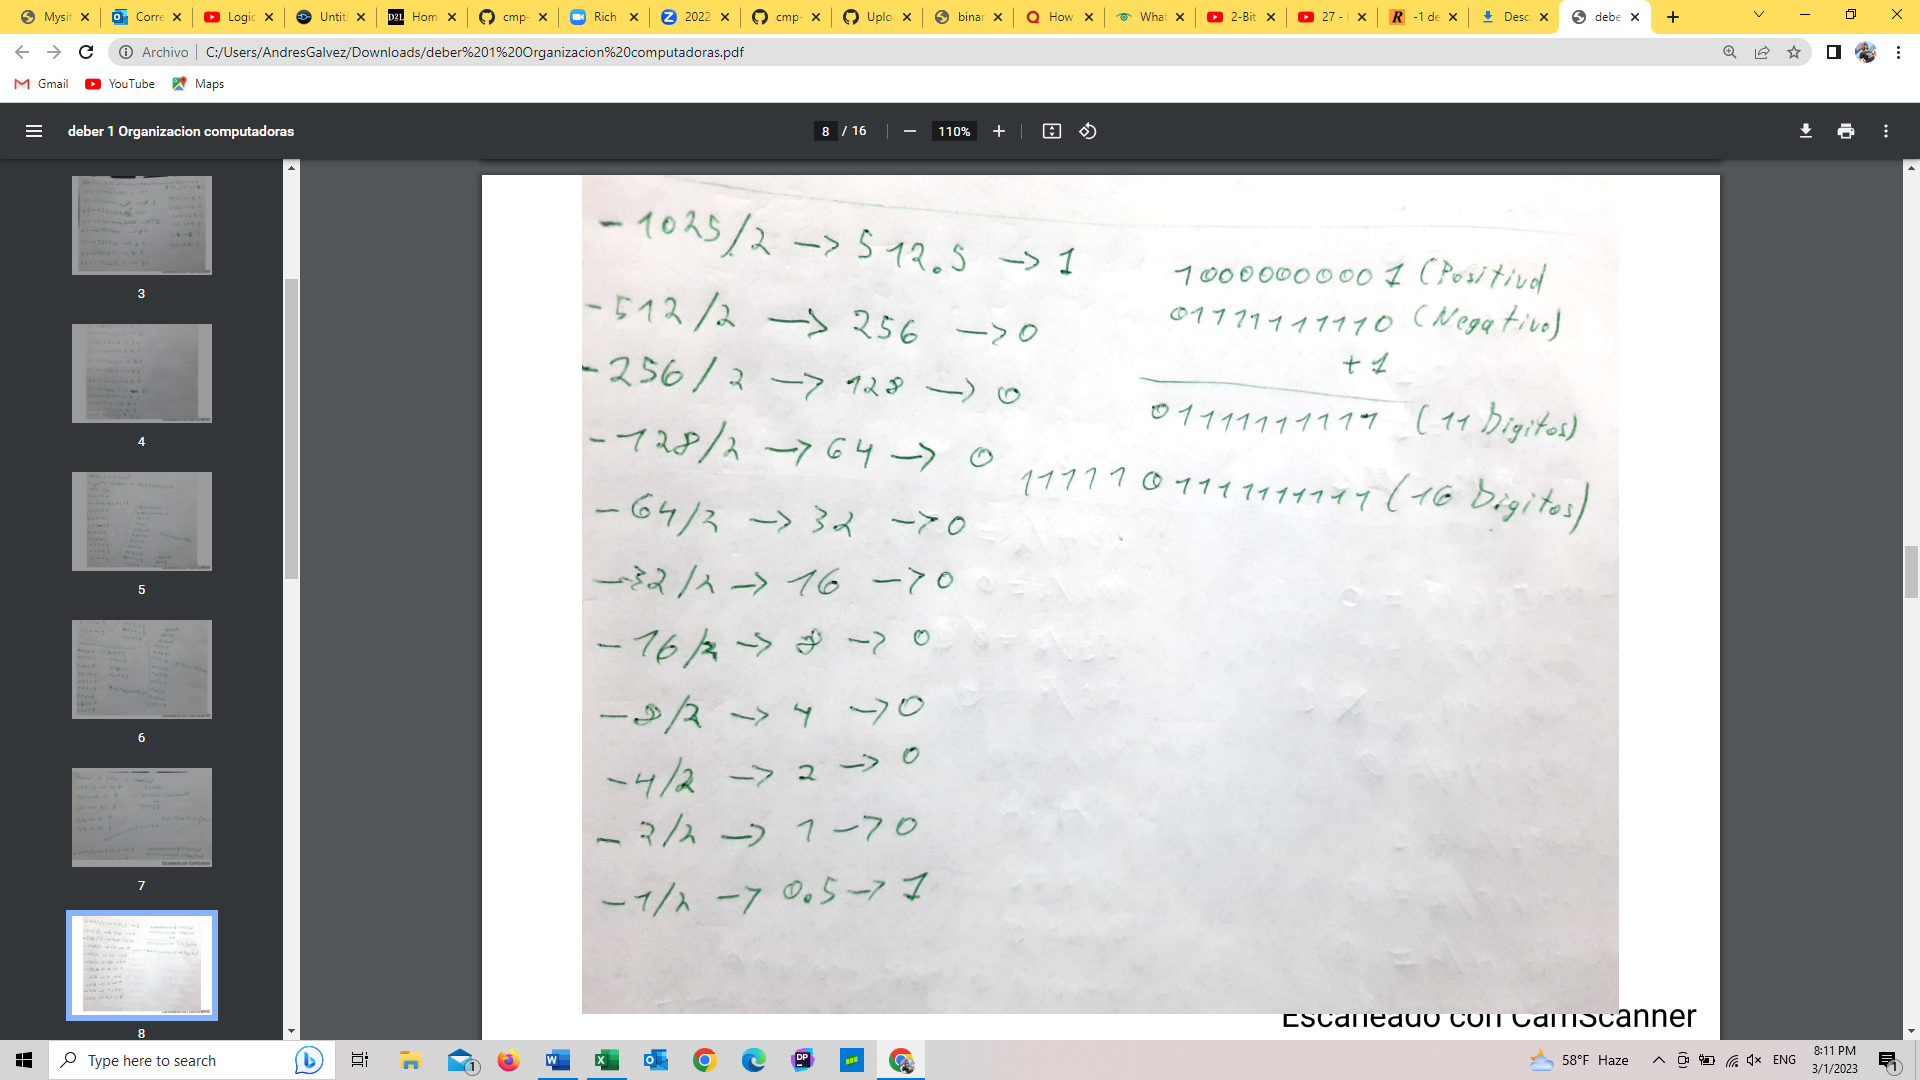 Mysit
Corre
Logic
Untitl
Hom
cmp-
Rich
2022
cmp-
Uploa
binar
How
What
2-Bit
27 -
-1 de
Desca
debe
Archivo | C:/Users/AndresGalvez/Downloads/deber%201%20Organizacion%20computadoras.pdf
Gmail YouTube Maps
deber 1 Organizacion computadoras
8 / 16 110%
3
4
5
6
7
8
-1025/2 -> 512.5 -> 1
-512/2 -> 256 -> 0
-256/2 -> 128 -> 0
-128/2 -> 64 -> 0
-64/2 -> 32 -> 0
-32/2 -> 16 -> 0
-16/2 -> 8 -> 0
-8/2 -> 4 -> 0
-4/2 -> 2 -> 0
-2/2 -> 1 -> 0
-1/2 -> 0.5 -> 1
10000000001 (Positivo)
01111111110 (Negativo)
+1
01111111111 (11 Digitos)
1111101111111111 (16 Digitos)
Escaneado con CamScanner
Type here to search
58°F Haze
ENG
8:11 PM
3/1/2023